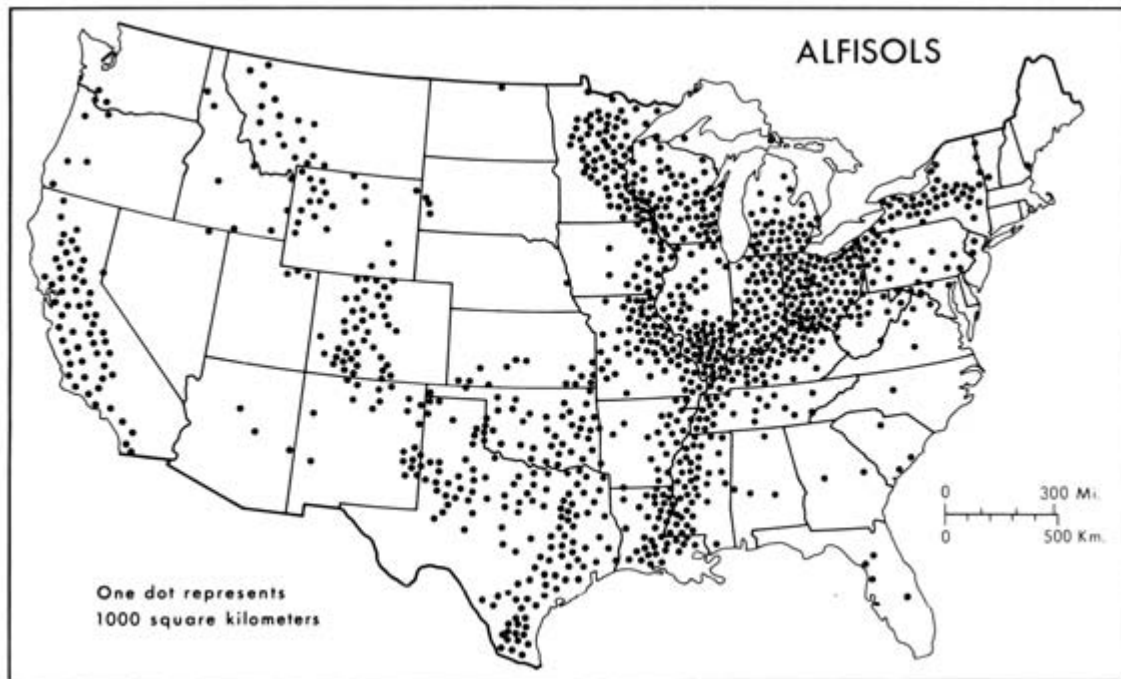 ALFISOLS
0 300 Mi.
0 500 Km.
One dot represents
1000 square kilometers